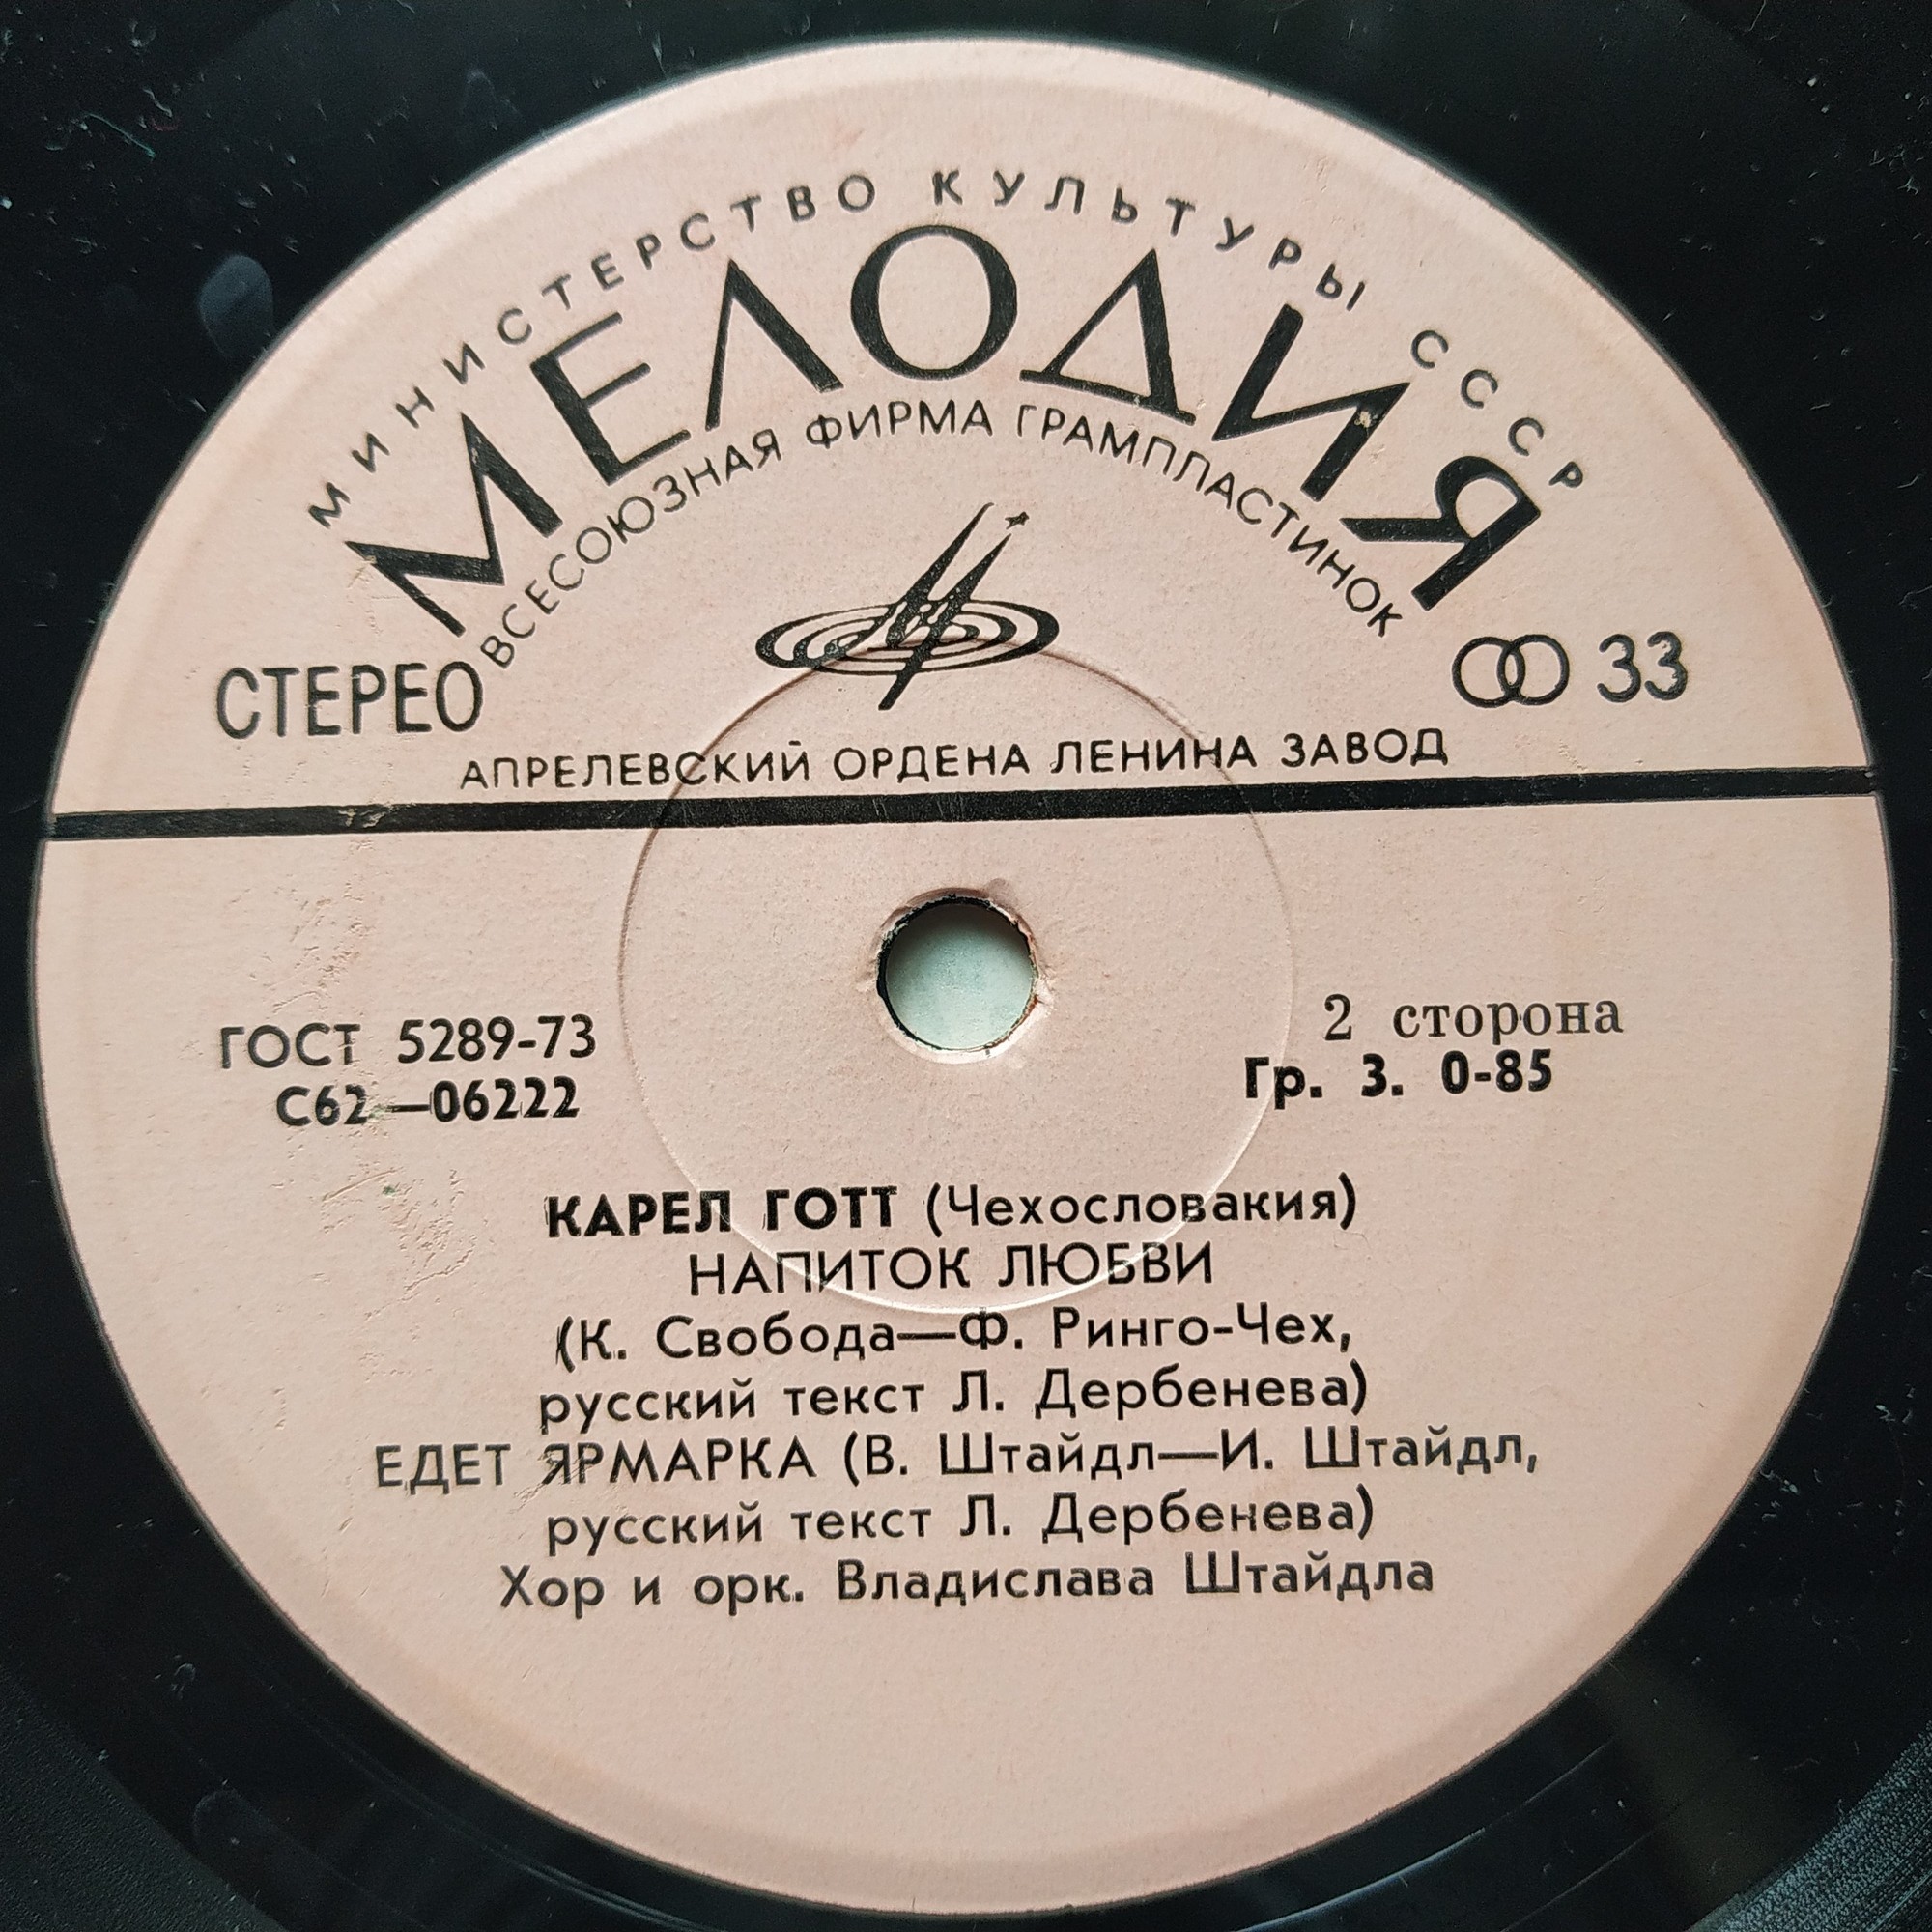 МИНИСТЕРСТВО КУЛЬТУРЫ СССР
МЕЛОДИЯ
ВСЕСОЮЗНАЯ ФИРМА ГРАМПЛАСТИНОК
СТЕРЕО
33
АПРЕЛЕВСКИЙ ОРДЕНА ЛЕНИНА ЗАВОД
ГОСТ 5289-73
С62—06222
2 сторона
Гр. 3. 0-85
КАРЕЛ ГОТТ (Чехословакия)
НАПИТОК ЛЮБВИ
(К. Свобода—Ф. Ринго-Чех,
русский текст Л. Дербенева)
ЕДЕТ ЯРМАРКА (В. Штайдл—И. Штайдл,
русский текст Л. Дербенева)
Хор и орк. Владислава Штайдла